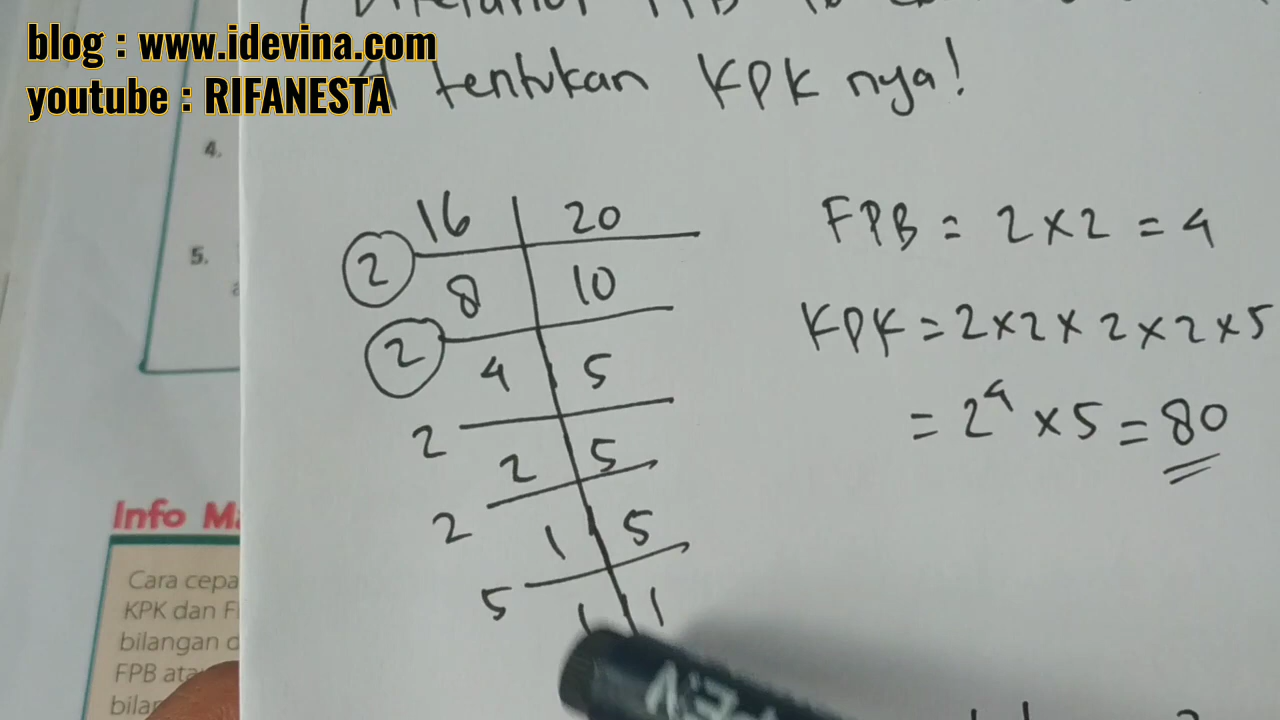 blog : www.idevina.com
youtube : RIFANESTA
FPB
tentukan KPK nya!
4.
5.
16 20
2 8 10
2 4 5
2 2 5
2 1 5
5 1 1
FPB = 2 × 2 = 4
KPK = 2 × 2 × 2 × 2 × 5
= 2⁴ × 5 = 80
Info
Cara cepa
KPK dan F
bilangan d
FPB ata
bilan